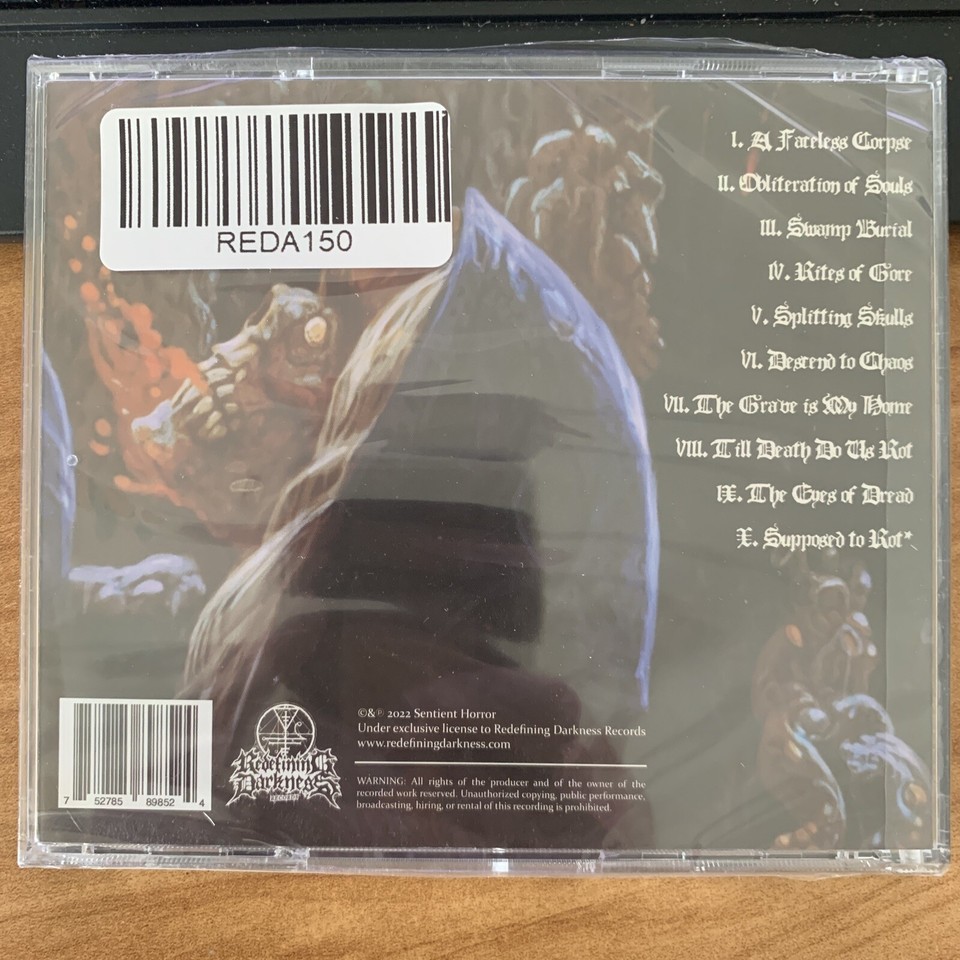 REDA150
I. A Faceless Corpse
II. Obliteration of Souls
III. Swamp Burial
IV. Rites of Gore
V. Splitting Skulls
VI. Descend to Chaos
VII. The Grave is My Home
VIII. Till Death Do Us Rot
IX. The Eyes of Dread
X. Supposed to Rot*
7 52785 89852 4
Redefining
Darkness
Records
©&℗ 2022 Sentient Horror
Under exclusive license to Redefining Darkness Records
www.redefiningdarkness.com
WARNING: All rights of the producer and of the owner of the
recorded work reserved. Unauthorized copying, public performance,
broadcasting, hiring, or rental of this recording is prohibited.